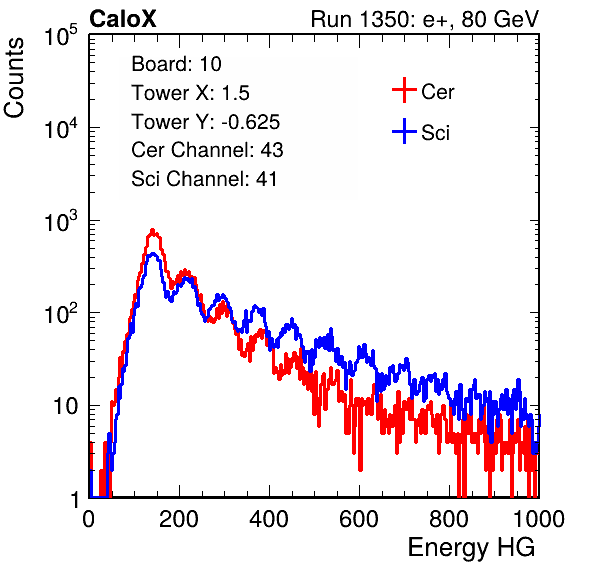 CaloX Run 1350: e+, 80 GeV
Counts
10^5
10^4
10^3
10^2
10
1
Board: 10
Tower X: 1.5
Tower Y: -0.625
Cer Channel: 43
Sci Channel: 41
Cer
Sci
0 200 400 600 800 1000
Energy HG